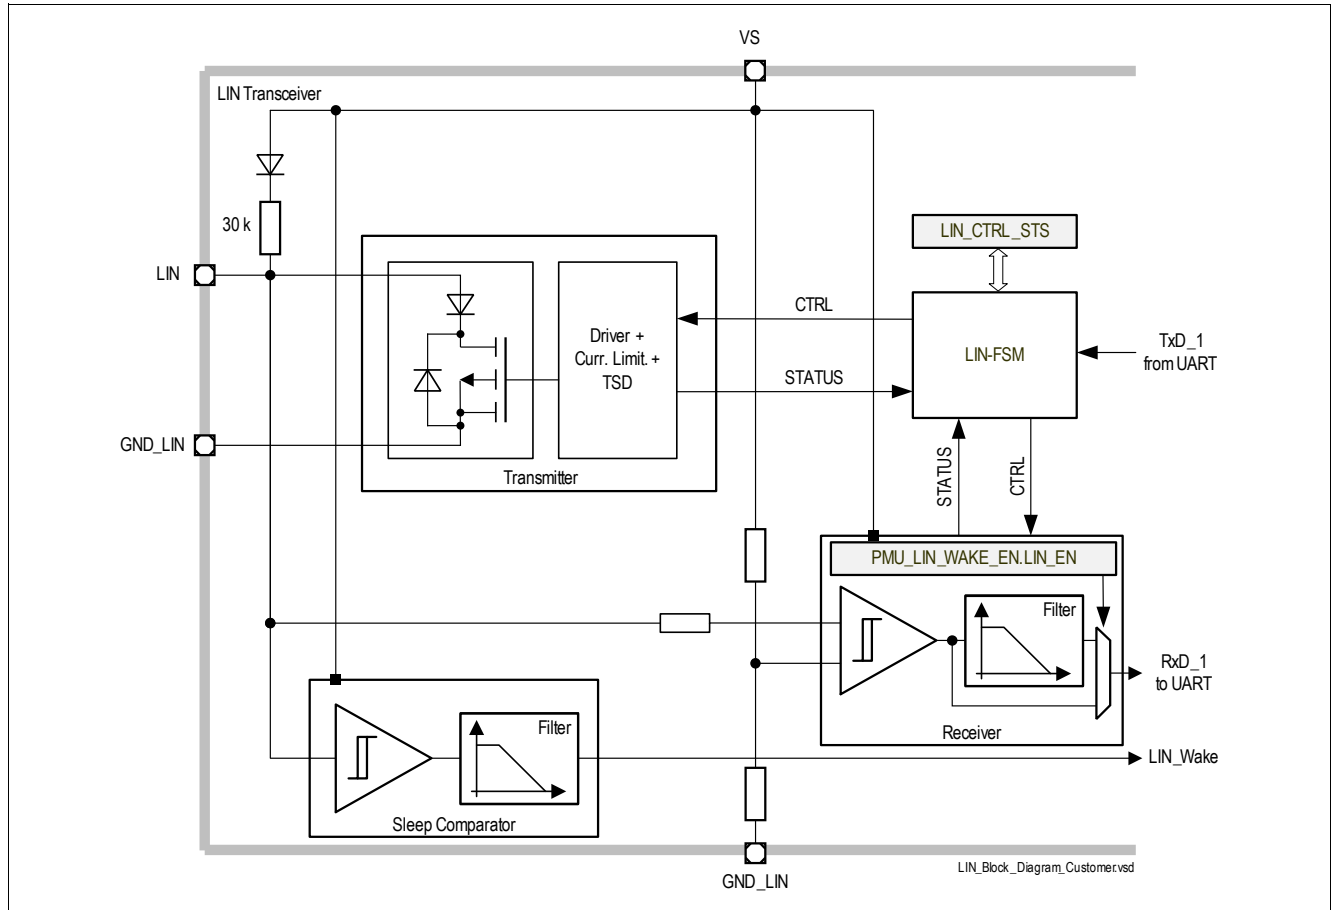 VS
LIN Transceiver
30 k
LIN_CTRL_STS
LIN
CTRL
Driver +
Curr. Limit. +
TSD
LIN-FSM
TxD_1
from UART
STATUS
GND_LIN
Transmitter
STATUS
CTRL
PMU_LIN_WAKE_EN.LIN_EN
Filter
RxD_1
to UART
Receiver
Filter
LIN_Wake
Sleep Comparator
GND_LIN
LIN_Block_Diagram_Customer.vsd